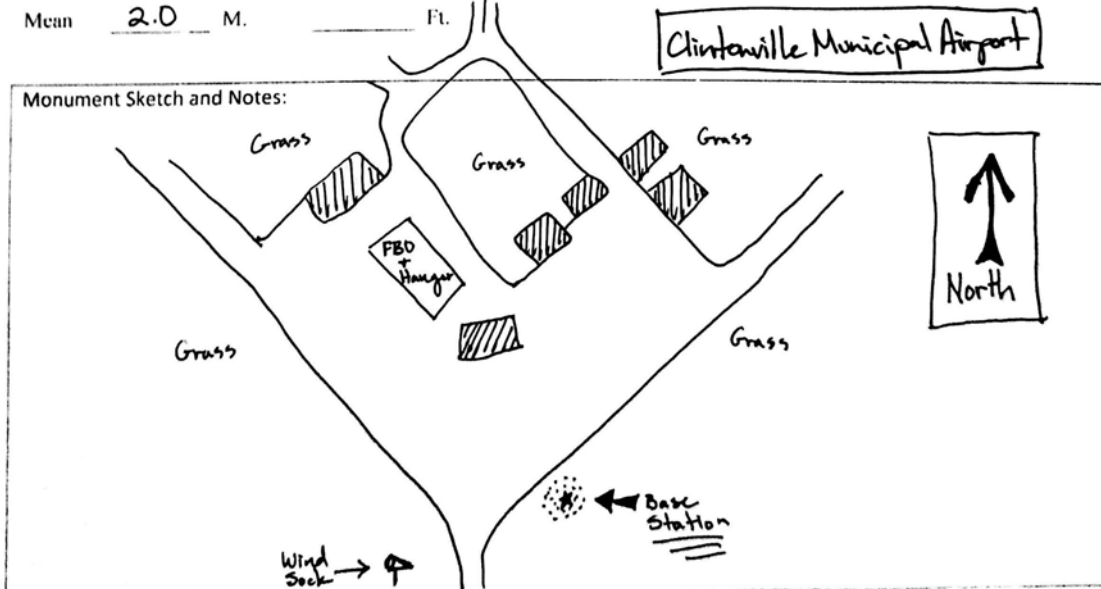 Mean 2.0 M. Ft.
Clintonville Municipal Airport
Monument Sketch and Notes:
Grass
Grass
Grass
FBO
+
Hanger
North
Grass
Grass
Base
Station
Wind
Sock